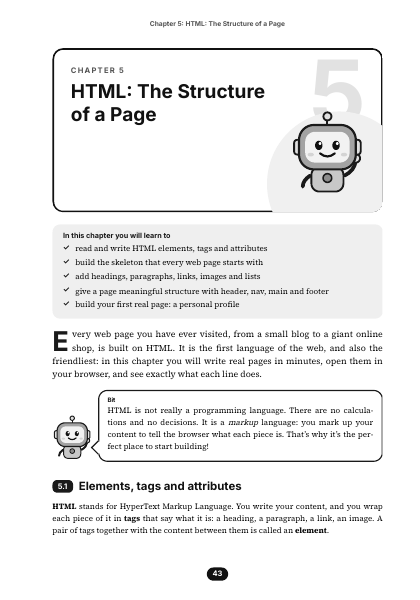 Chapter 5: HTML: The Structure of a Page
CHAPTER 5
5
HTML: The Structure
of a Page
In this chapter you will learn to
✓ read and write HTML elements, tags and attributes
✓ build the skeleton that every web page starts with
✓ add headings, paragraphs, links, images and lists
✓ give a page meaningful structure with header, nav, main and footer
✓ build your first real page: a personal profile
Every web page you have ever visited, from a small blog to a giant online
shop, is built on HTML. It is the first language of the web, and also the
friendliest: in this chapter you will write real pages in minutes, open them in
your browser, and see exactly what each line does.
Bit
HTML is not really a programming language. There are no calcula-
tions and no decisions. It is a markup language: you mark up your
content to tell the browser what each piece is. That's why it's the per-
fect place to start building!
5.1 Elements, tags and attributes
HTML stands for HyperText Markup Language. You write your content, and you wrap
each piece of it in tags that say what it is: a heading, a paragraph, a link, an image. A
pair of tags together with the content between them is called an element.
43